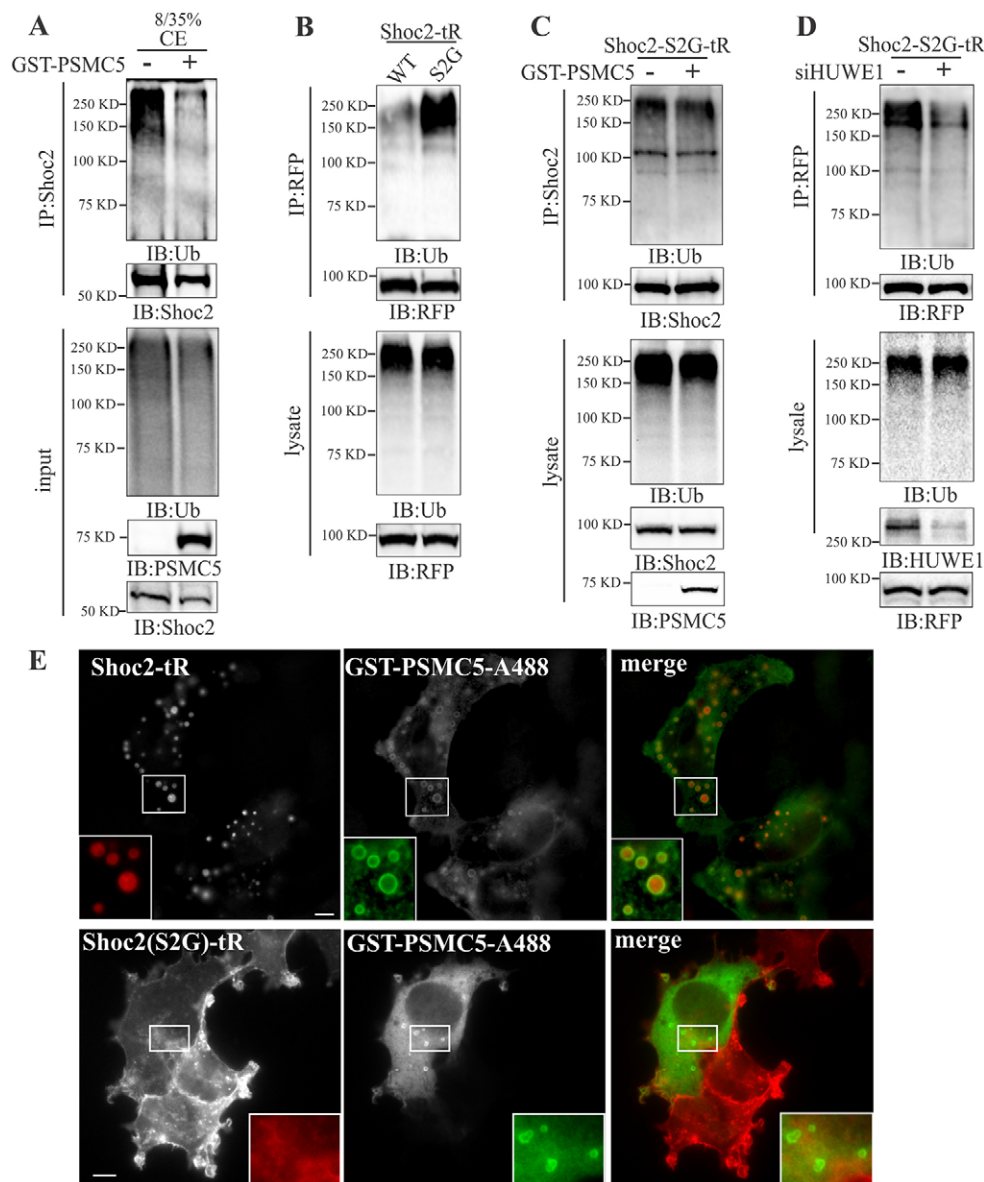 A
8/35%
CE
GST-PSMC5 - +
IP:Shoc2
250 KD
150 KD
100 KD
75 KD
IB:Ub
50 KD
IB:Shoc2
input
250 KD
150 KD
100 KD
75 KD
IB:Ub
75 KD
IB:PSMC5
50 KD
IB:Shoc2
B
Shoc2-tR
WT S2G
IP:RFP
250 KD
150 KD
100 KD
75 KD
IB:Ub
100 KD
IB:RFP
lysate
250 KD
150 KD
100 KD
75 KD
IB:Ub
100 KD
IB:RFP
C
Shoc2-S2G-tR
GST-PSMC5 - +
IP:Shoc2
250 KD
150 KD
100 KD
75 KD
IB:Ub
100 KD
IB:Shoc2
lysate
250 KD
150 KD
100 KD
75 KD
IB:Ub
100 KD
IB:Shoc2
75 KD
IB:PSMC5
D
Shoc2-S2G-tR
siHUWE1 - +
IP:RFP
250 KD
150 KD
100 KD
75 KD
IB:Ub
100 KD
IB:RFP
lysale
250 KD
150 KD
100 KD
75 KD
IB:Ub
250 KD
IB:HUWE1
100 KD
IB:RFP
E
Shoc2-tR
GST-PSMC5-A488
merge
Shoc2(S2G)-tR
GST-PSMC5-A488
merge